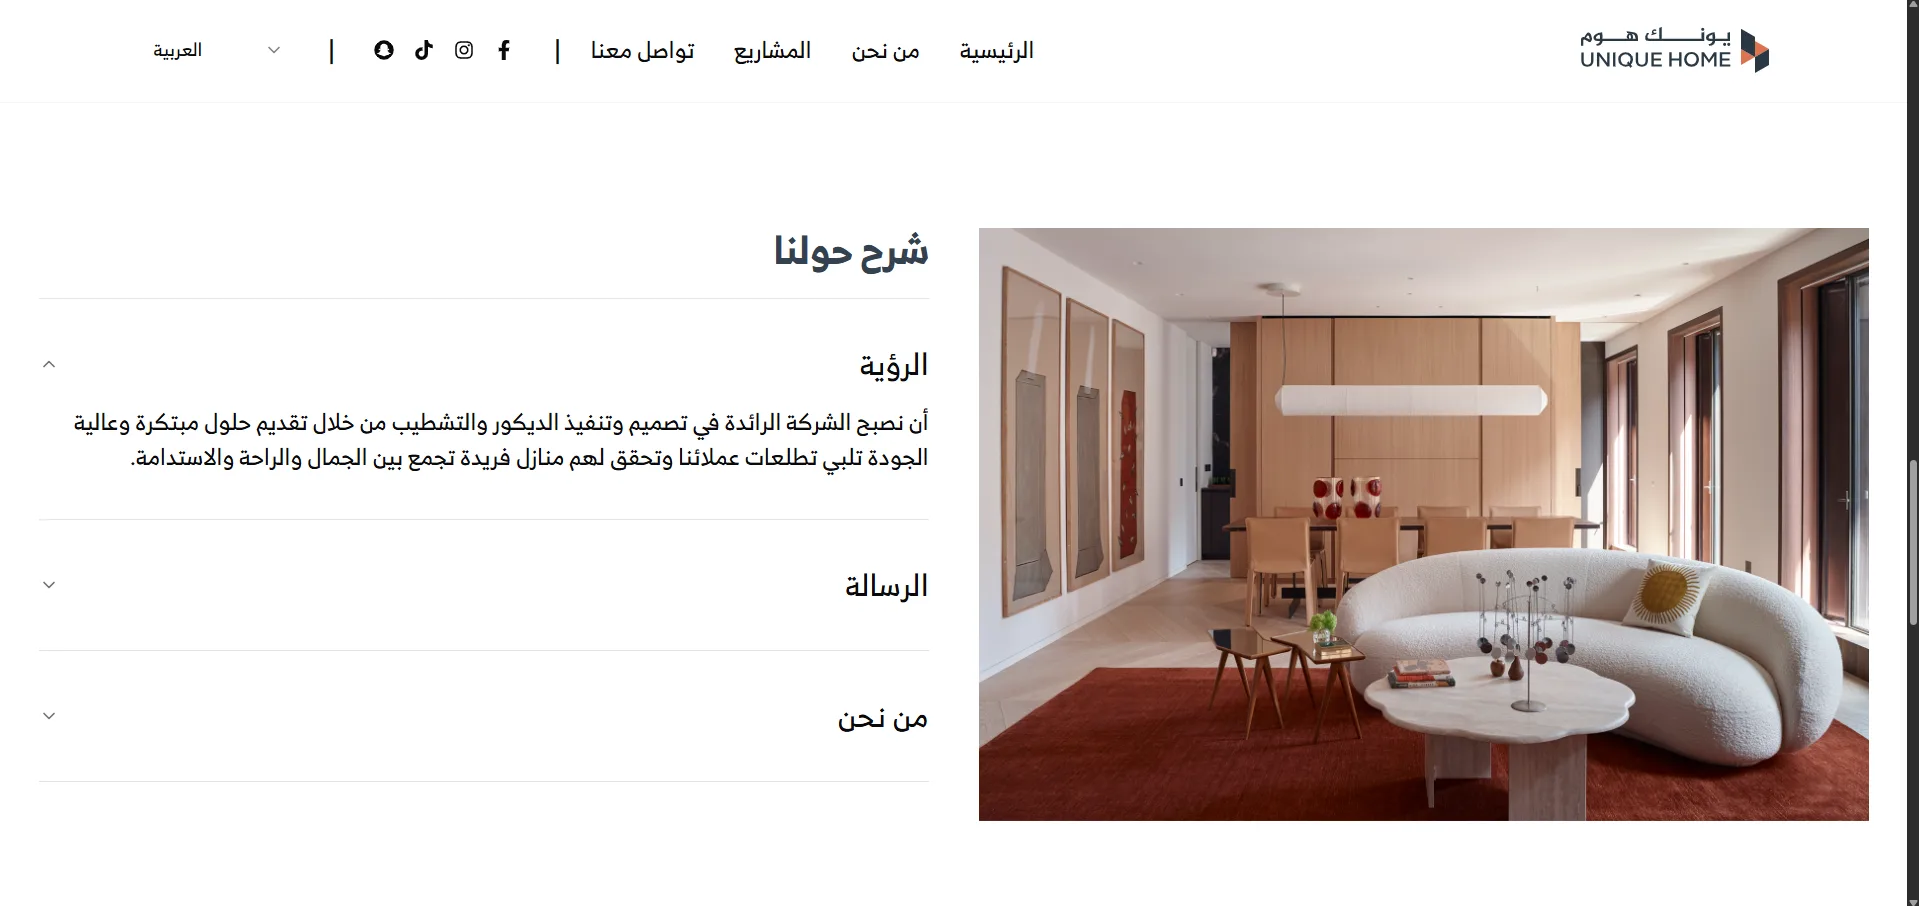 يونك هوم
UNIQUE HOME
الرئيسية
من نحن
المشاريع
تواصل معنا
|
|
العربية
شرح حولنا
الرؤية
أن نصبح الشركة الرائدة في تصميم وتنفيذ الديكور والتشطيب من خلال تقديم حلول مبتكرة وعالية
الجودة تلبي تطلعات عملائنا وتحقق لهم منازل فريدة تجمع بين الجمال والراحة والاستدامة.
الرسالة
من نحن